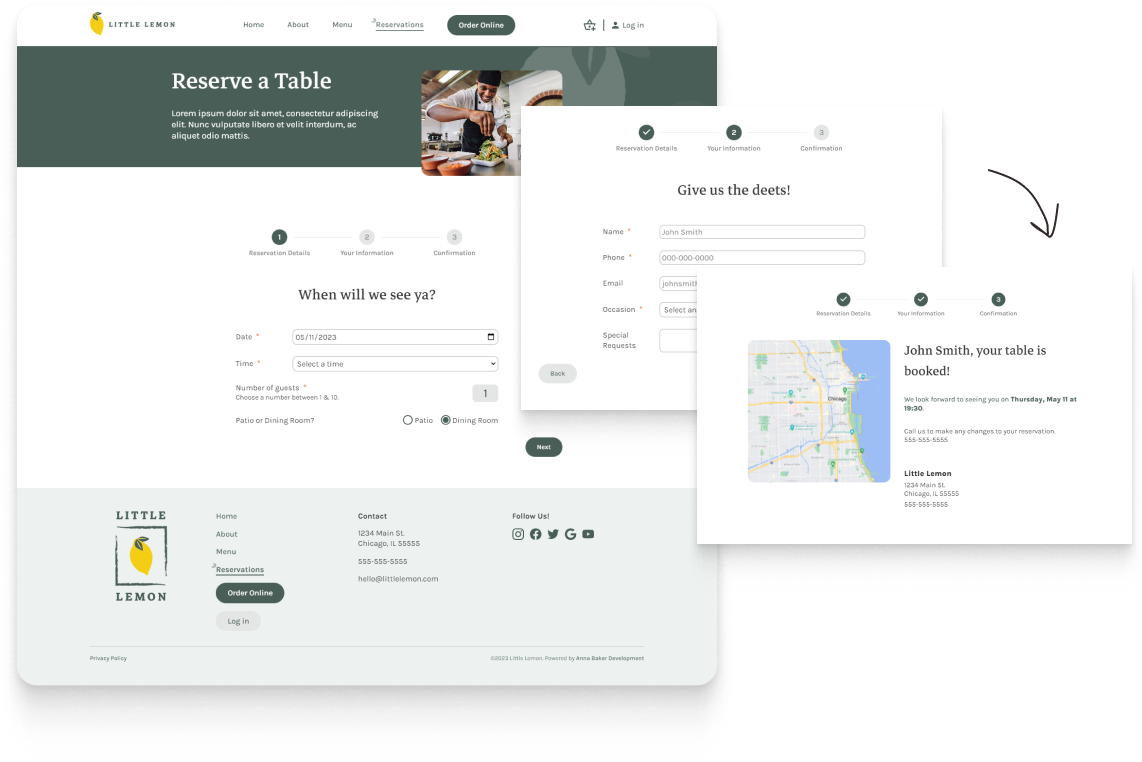 LITTLE LEMON
Home
About
Menu
Reservations
Order Online
Log in
Reserve a Table
Lorem ipsum dolor sit amet, consectetur adipiscing
elit. Nunc vulputate libero et velit interdum, ac
aliquet odio mattis.
1
2
3
Reservation Details
Your Information
Confirmation
When will we see ya?
Date *
05/11/2023
Time *
Select a time
Number of guests *
Choose a number between 1 & 10.
1
Patio or Dining Room?
Patio
Dining Room
Next
2
3
Reservation Details
Your Information
Confirmation
Give us the deets!
Name *
John Smith
Phone *
000-000-0000
Email
Occasion *
Select an
Special
Requests
Back
3
Reservation Details
Your Information
Confirmation
Chicago
John Smith, your table is
booked!
We look forward to seeing you on Thursday, May 11 at
19:30.
Call us to make any changes to your reservation.
555-555-5555
Little Lemon
1234 Main St.
Chicago, IL 55555
555-555-5555
LITTLE
LEMON
Home
About
Menu
Reservations
Order Online
Log in
Contact
1234 Main St.
Chicago, IL 55555
555-555-5555
hello@littlelemon.com
Follow Us!
Privacy Policy
©2023 Little Lemon. Powered by Anna Baker Development